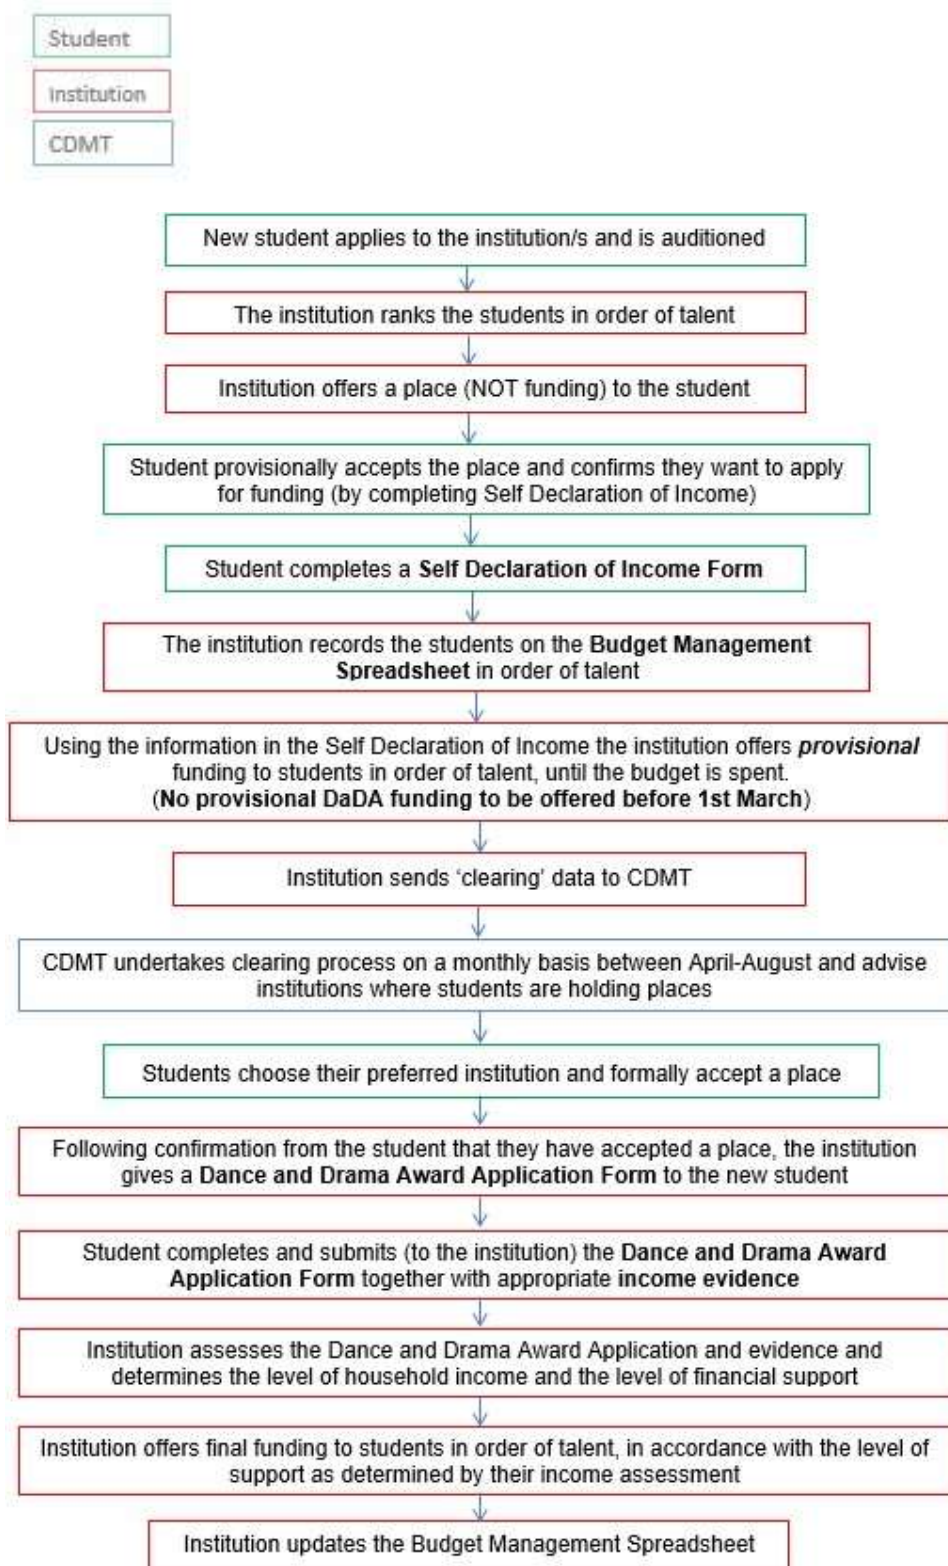 Student
Institution
CDMT
New student applies to the institution/s and is auditioned
The institution ranks the students in order of talent
Institution offers a place (NOT funding) to the student
Student provisionally accepts the place and confirms they want to apply
for funding (by completing Self Declaration of Income)
Student completes a Self Declaration of Income Form
The institution records the students on the Budget Management
Spreadsheet in order of talent
Using the information in the Self Declaration of Income the institution offers provisional
funding to students in order of talent, until the budget is spent.
(No provisional DaDA funding to be offered before 1st March)
Institution sends ‘clearing’ data to CDMT
CDMT undertakes clearing process on a monthly basis between April-August and advise
institutions where students are holding places
Students choose their preferred institution and formally accept a place
Following confirmation from the student that they have accepted a place, the institution
gives a Dance and Drama Award Application Form to the new student
Student completes and submits (to the institution) the Dance and Drama Award
Application Form together with appropriate income evidence
Institution assesses the Dance and Drama Award Application and evidence and
determines the level of household income and the level of financial support
Institution offers final funding to students in order of talent, in accordance with the level of
support as determined by their income assessment
Institution updates the Budget Management Spreadsheet